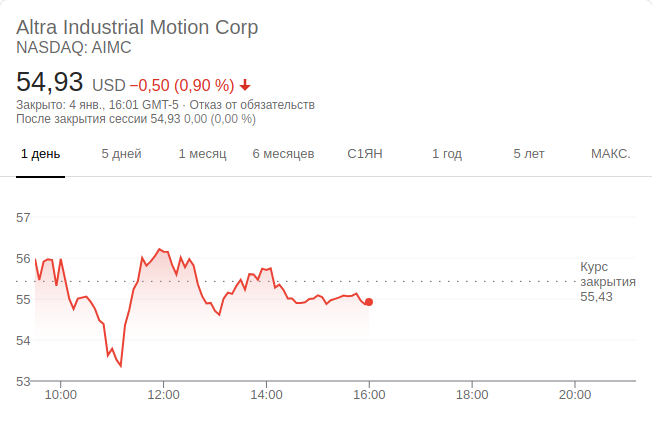 Altra Industrial Motion Corp
NASDAQ: AIMC
54,93 USD −0,50 (0,90 %)
Закрыто: 4 янв., 16:01 GMT-5 · Отказ от обязательств
После закрытия сессии 54,93 0,00 (0,00 %)
1 день 5 дней 1 месяц 6 месяцев С1ЯН 1 год 5 лет МАКС.
57
56
55
54
53
Курс
закрытия
55,43
10:00 12:00 14:00 16:00 18:00 20:00